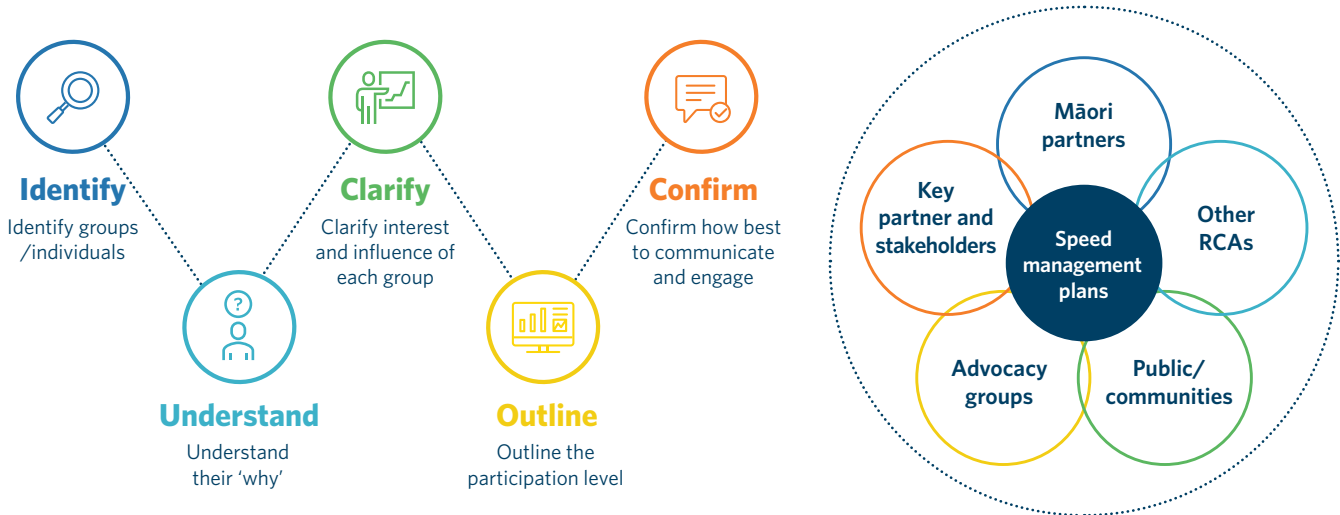 Identify
Identify groups
/individuals
?
Understand
Understand
their ‘why’
Clarify
Clarify interest
and influence of
each group
Outline
Outline the
participation level
Confirm
Confirm how best
to communicate
and engage
Māori
partners
Key
partner and
stakeholders
Other
RCAs
Speed
management
plans
Advocacy
groups
Public/
communities